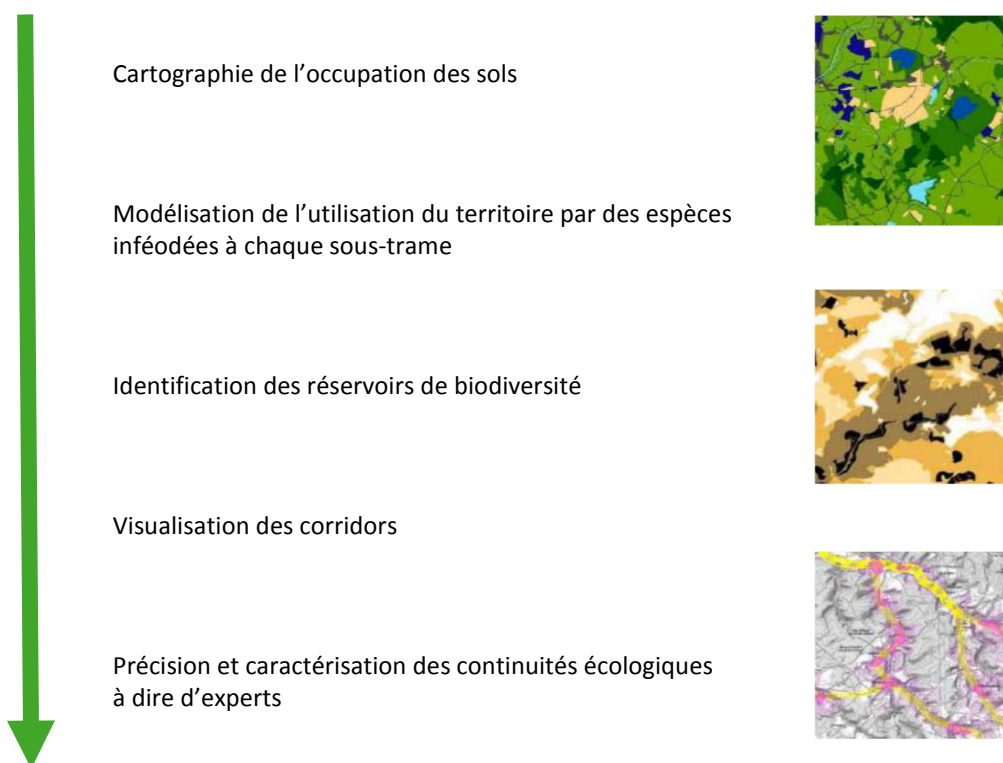 Cartographie de l’occupation des sols
Modélisation de l’utilisation du territoire par des espèces
inféodées à chaque sous-trame
Identification des réservoirs de biodiversité
Visualisation des corridors
Précision et caractérisation des continuités écologiques
à dire d’experts